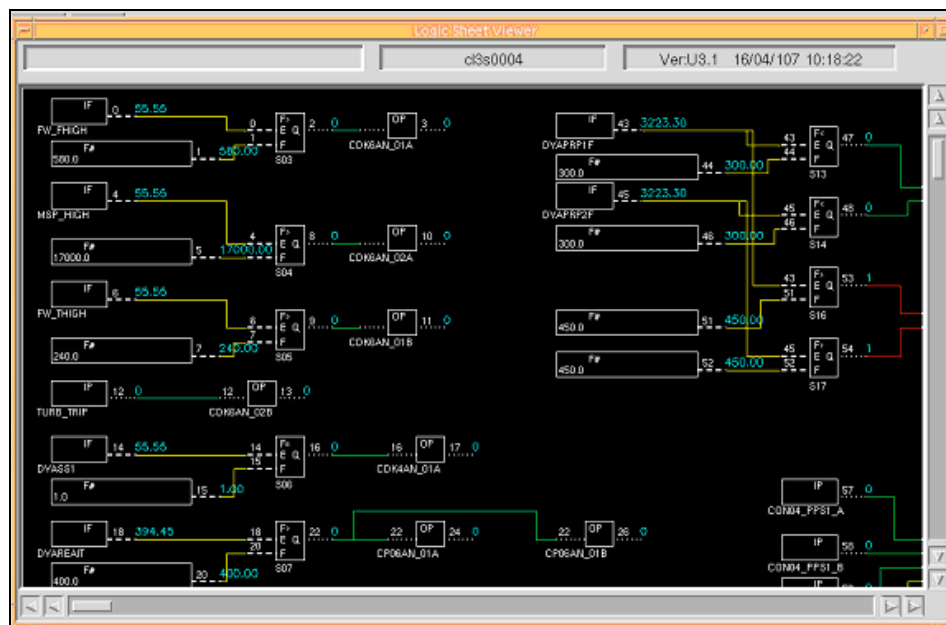 Logic Sheet Viewer
cl3s0004
Ver:U3.1 16/04/107 10:18:22
IF 0 55.55
FW_FHIGH
F# 1 580.00
580.0
0 F> 2 0
E Q
1 F
S03
OP 3 0
CDK6AN_01A
IF 4 55.55
MSP_HIGH
F# 5 17000.00
17000.0
4 F> 8 0
E Q
F
S04
OP 10 0
CDK6AN_02A
IF 6 55.55
FW_THIGH
F# 7 240.00
240.0
6 F> 9 0
E Q
7 F
S05
OP 11 0
CDK6AN_01B
IP 12 0
TURB_TRIP
12 OP 13 0
CDK6AN_02B
IF 14 55.55
DYASS1
F# 15 1.00
1.0
14 F< 16 0
E Q
15 F
S06
16 OP 17 0
CDK4AN_01A
IF 18 394.45
DYAREAIT
F# 20 400.00
400.0
18 F> 22 0
E Q
20 F
S07
22 OP 24 0
CP06AN_01A
22 OP 26 0
CP06AN_01B
IF 43 3223.30
DYAPRP1F
F# 44 300.00
300.0
IF 45 3223.30
DYAPRP2F
F# 46 300.00
300.0
43 F< 47 0
E Q
44 F
S13
45 F< 48 0
E Q
46 F
S14
43 F> 53 1
E Q
51 F
S16
F# 51 450.00
450.0
F# 52 450.00
450.0
45 F> 54 1
E Q
52 F
S17
IP 57 0
CON04_PPS1_A
IP 58 0
CON04_PPS1_B